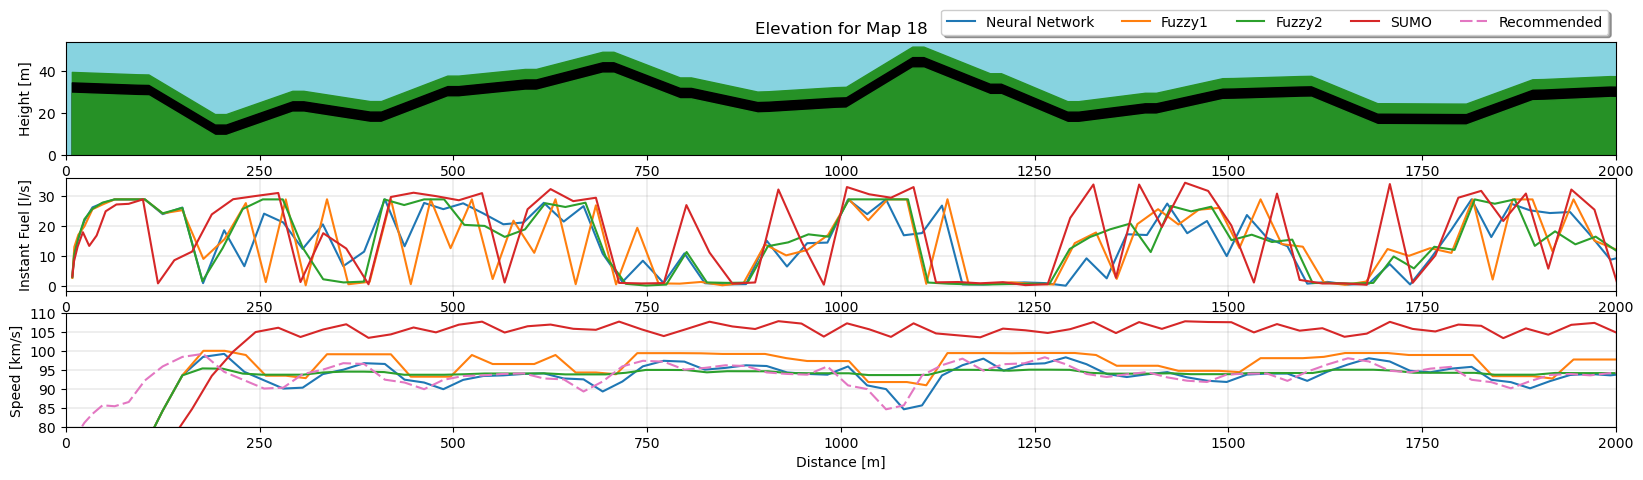 Elevation for Map 18
Neural Network Fuzzy1 Fuzzy2 SUMO Recommended
Height [m]
40
20
0
0 250 500 750 1000 1250 1500 1750 2000
Instant Fuel [l/s]
30
20
10
0
0 250 500 750 1000 1250 1500 1750 2000
Speed [km/s]
110
105
100
95
90
85
80
0 250 500 750 1000 1250 1500 1750 2000
Distance [m]